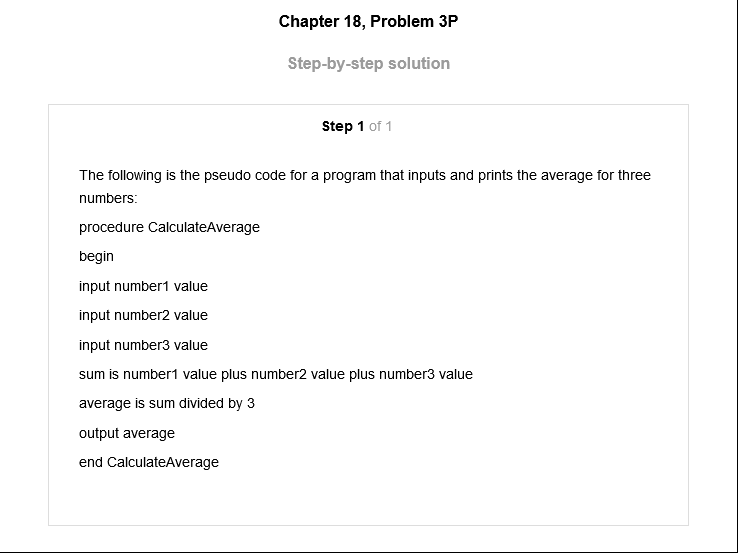 Chapter 18, Problem 3P
Step-by-step solution
Step 1 of 1
The following is the pseudo code for a program that inputs and prints the average for three
numbers:
procedure CalculateAverage
begin
input number1 value
input number2 value
input number3 value
sum is number1 value plus number2 value plus number3 value
average is sum divided by 3
output average
end CalculateAverage